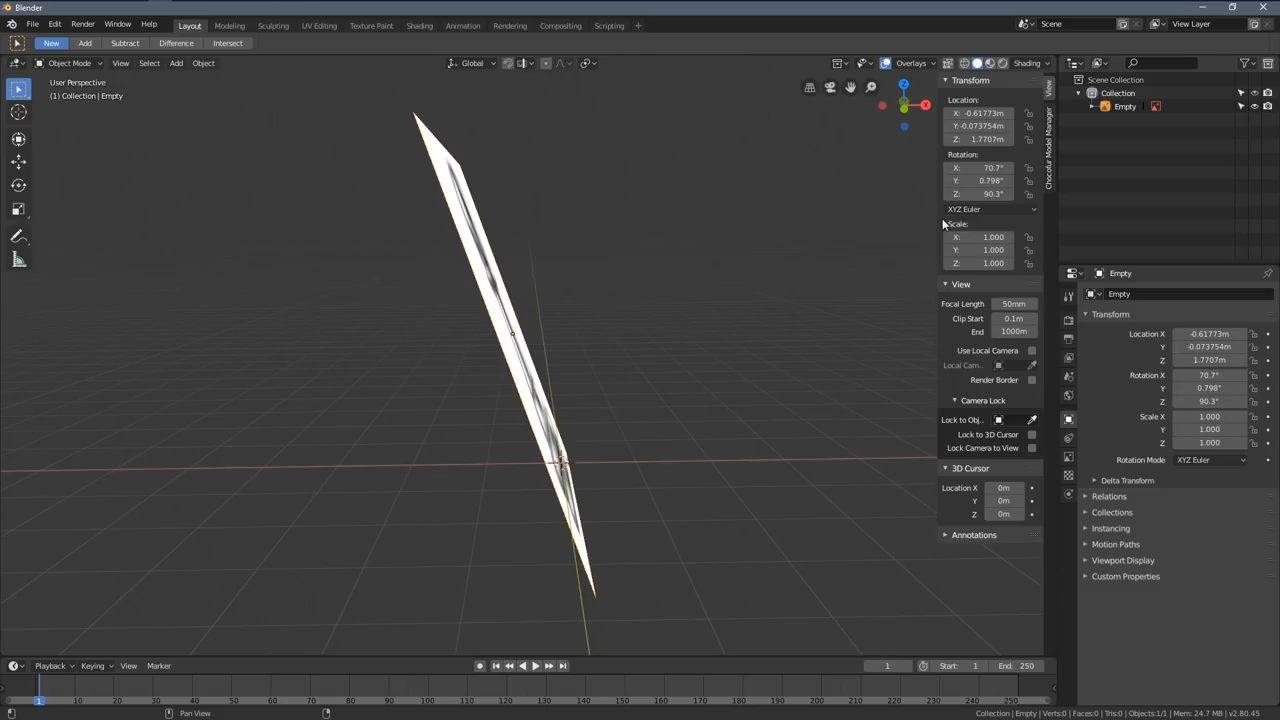 Blender
File Edit Render Window Help Layout Modeling Sculpting UV Editing Texture Paint Shading Animation Rendering Compositing Scripting + Scene View Layer
New Add Subtract Difference Intersect
Object Mode View Select Add Object Global Overlays Shading
User Perspective
(1) Collection | Empty
Z
X
Transform
Location:
X: -0.61773m
Y: -0.073754m
Z: 1.7707m
Rotation:
X: 70.7°
Y: 0.798°
Z: 90.3°
XYZ Euler
Scale:
X: 1.000
Y: 1.000
Z: 1.000
View
Focal Length 50mm
Clip Start 0.1m
End 1000m
Use Local Camera
Local Cam..
Render Border
Camera Lock
Lock to Obj..
Lock to 3D Cursor
Lock Camera to View
3D Cursor
Location X 0m
Y 0m
Z 0m
Annotations
View
Chocofur Model Manager
Scene Collection
Collection
Empty
Empty
Empty
Transform
Location X -0.61773m
Y -0.073754m
Z 1.7707m
Rotation X 70.7°
Y 0.798°
Z 90.3°
Scale X 1.000
Y 1.000
Z 1.000
Rotation Mode XYZ Euler
Delta Transform
Relations
Collections
Instancing
Motion Paths
Viewport Display
Custom Properties
Playback Keying View Marker 1 Start: 1 End: 250
1 10 20 30 40 50 60 70 80 90 100 110 120 130 140 150 160 170 180 190 200 210 220 230 240 250
Pan View Collection | Empty | Verts:0 | Faces:0 | Tris:0 | Objects:1/1 | Mem: 24.7 MB | v2.80.45